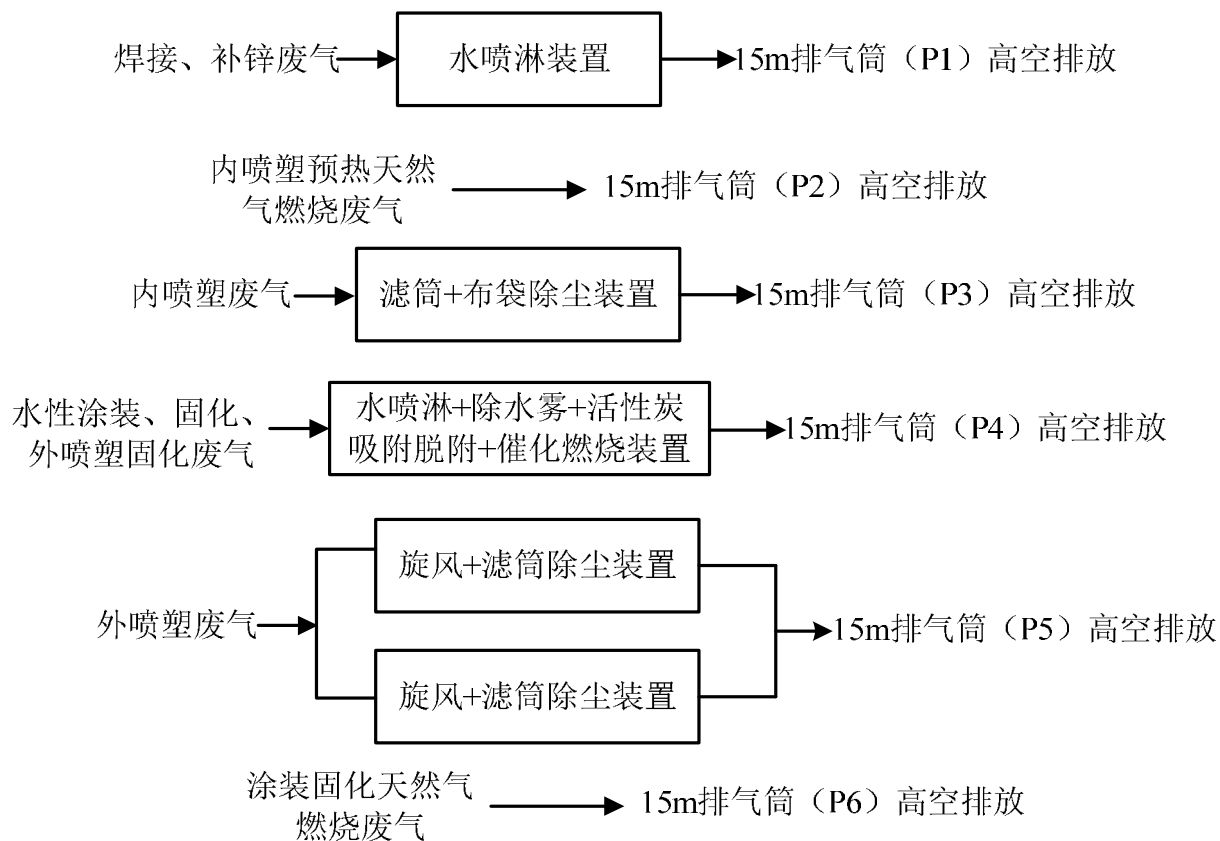 焊接、补锌废气 水喷淋装置 15m排气筒（P1）高空排放
内喷塑预热天然
气燃烧废气
15m排气筒（P2）高空排放
内喷塑废气 滤筒+布袋除尘装置 15m排气筒（P3）高空排放
水性涂装、固化、
外喷塑固化废气
水喷淋+除水雾+活性炭
吸附脱附+催化燃烧装置
15m排气筒（P4）高空排放
外喷塑废气
旋风+滤筒除尘装置
旋风+滤筒除尘装置
15m排气筒（P5）高空排放
涂装固化天然气
燃烧废气
15m排气筒（P6）高空排放